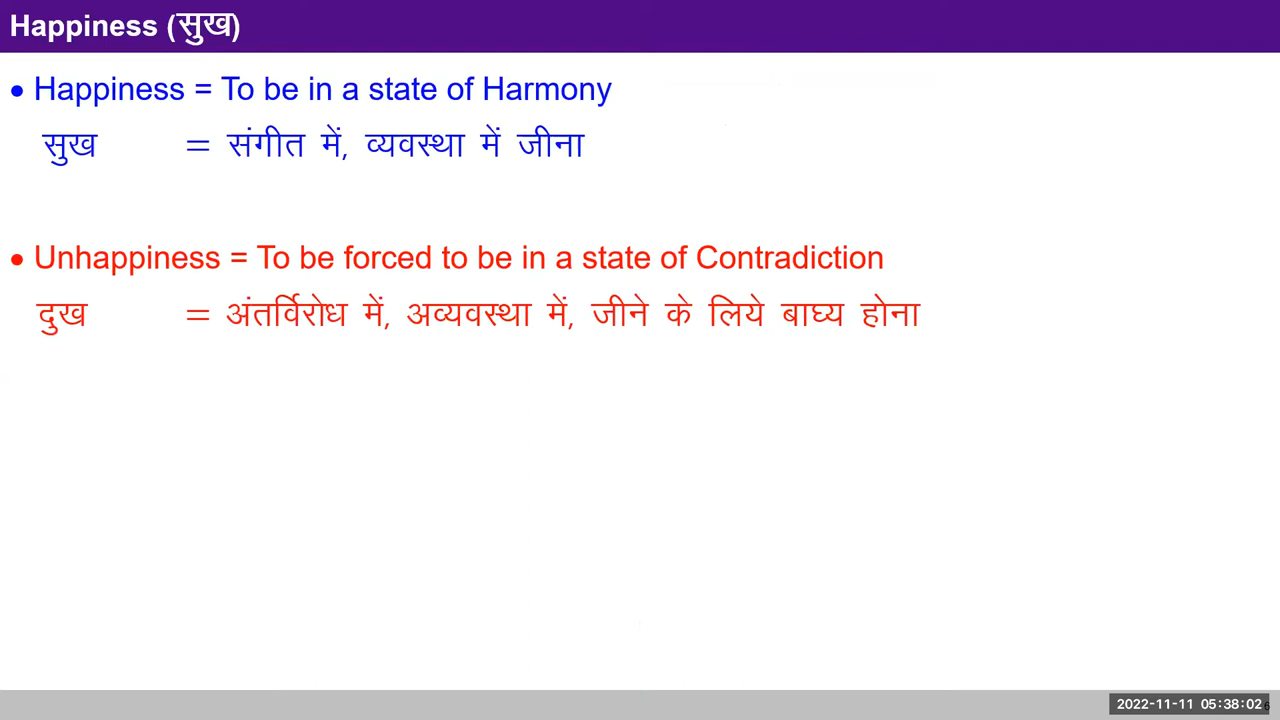 Happiness (सुख)
• Happiness = To be in a state of Harmony
सुख = संगीत में, व्यवस्था में जीना
• Unhappiness = To be forced to be in a state of Contradiction
दुख = अंतर्विरोध में, अव्यवस्था में, जीने के लिये बाघ्य होना
2022-11-11 05:38:02
6